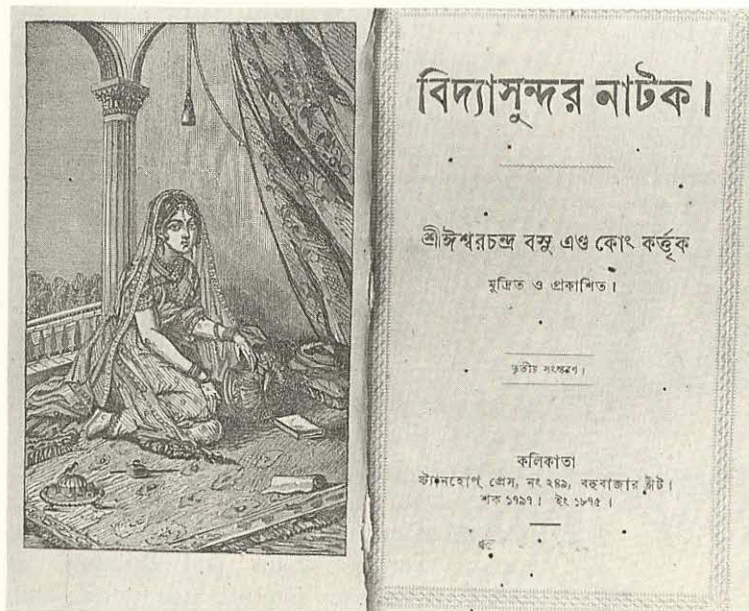 বিদ্যাসুন্দর নাটক।
শ্রীঈশ্বরচন্দ্র বসু এণ্ড কোং কর্ত্তৃক
মুদ্রিত ও প্রকাশিত।
তৃতীয় সংস্করণ।
কলিকাতা
ষ্ট্যানহোপ্ প্রেস, নং ২৪৯, বহুবাজার ষ্ট্রীট।
শক ১৭৯৭। ইং ১৮৭৫।